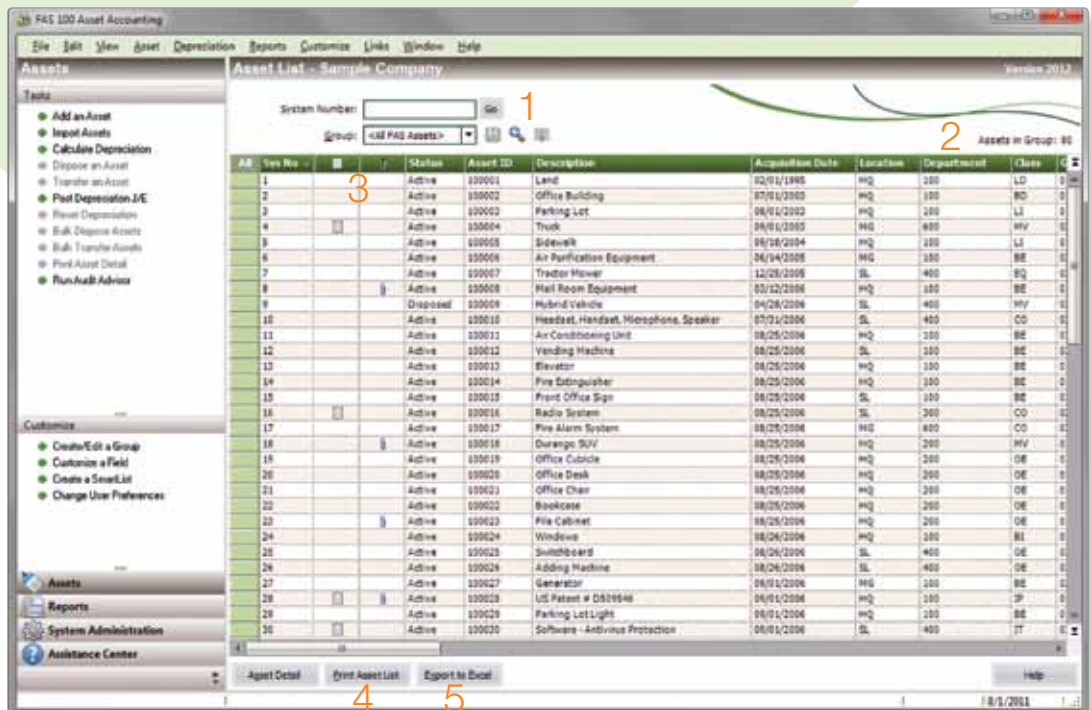 FAS 100 Asset Accounting
File Edit View Asset Depreciation Reports Customize Links Window Help
Assets
Asset List - Sample Company
Version 2012
Tasks
Add an Asset
Import Assets
Calculate Depreciation
Dispose an Asset
Transfer an Asset
Post Depreciation J/E
Reset Depreciation
Bulk Dispose Assets
Bulk Transfer Assets
Print Asset Detail
Run Audit Advisor
Customize
Create/Edit a Group
Customize a Field
Create a SmartList
Change User Preferences
Assets
Reports
System Administration
Assistance Center
System Number: Go 1
Group: <All FAS Assets>
2
Assets in Group: 80
All Sys No Status Asset ID Description Acquisition Date Location Department Class
3
1 Active 100001 Land 02/01/1995 HQ 100 LD
2 Active 100002 Office Building 07/01/2003 HQ 100 BD
3 Active 100003 Parking Lot 08/01/2003 HQ 100 LI
4 Active 100004 Truck 09/01/2003 MG 600 MV
5 Active 100005 Sidewalk 09/18/2004 HQ 100 LI
6 Active 100006 Air Purification Equipment 06/14/2005 MG 100 BE
7 Active 100007 Tractor Mower 12/25/2005 SL 400 EQ
8 Active 100008 Mail Room Equipment 03/12/2006 HQ 100 BE
9 Disposed 100009 Hybrid Vehicle 04/28/2006 SL 400 MV
10 Active 100010 Headset, Handset, Microphone, Speaker 07/31/2006 SL 400 CO
11 Active 100011 Air Conditioning Unit 08/25/2006 HQ 100 BE
12 Active 100012 Vending Machine 08/25/2006 SL 100 BE
13 Active 100013 Elevator 08/25/2006 HQ 100 BE
14 Active 100014 Fire Extinguisher 08/25/2006 HQ 100 BE
15 Active 100015 Front Office Sign 08/25/2006 SL 100 BE
16 Active 100016 Radio System 08/25/2006 SL 300 CO
17 Active 100017 Fire Alarm System 08/25/2006 MG 600 CO
18 Active 100018 Durango SUV 08/25/2006 HQ 200 MV
19 Active 100019 Office Cubicle 08/25/2006 HQ 200 OE
20 Active 100020 Office Desk 08/25/2006 HQ 200 OE
21 Active 100021 Office Chair 08/25/2006 HQ 200 OE
22 Active 100022 Bookcase 08/25/2006 HQ 200 OE
23 Active 100023 File Cabinet 08/25/2006 HQ 200 OE
24 Active 100024 Windows 08/26/2006 HQ 100 BI
25 Active 100025 Switchboard 08/26/2006 SL 400 OE
26 Active 100026 Adding Machine 08/26/2006 SL 400 OE
27 Active 100027 Generator 09/01/2006 MG 100 BE
28 Active 100028 US Patent # D509546 09/01/2006 HQ 100 IP
29 Active 100029 Parking Lot Light 09/01/2006 HQ 100 BE
30 Active 100030 Software - Antivirus Protection 09/01/2006 SL 400 IT
Asset Detail Print Asset List Export to Excel Help
4 5
8/1/2011